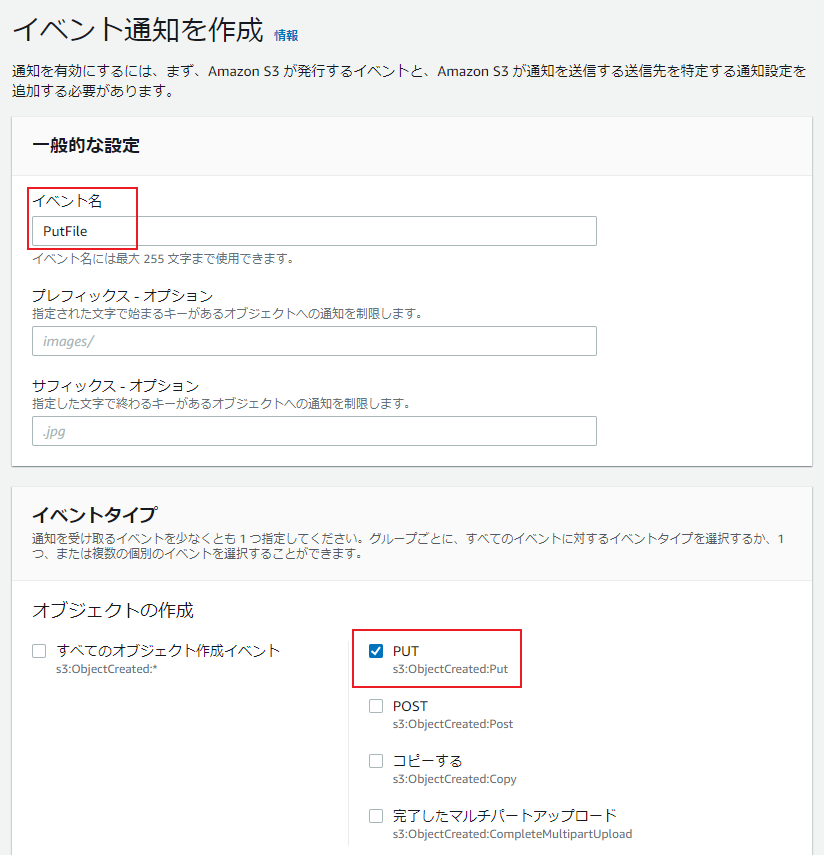 イベント通知を作成 情報
通知を有効にするには、まず、Amazon S3 が発行するイベントと、Amazon S3 が通知を送信する送信先を特定する通知設定を
追加する必要があります。
一般的な設定
イベント名
PutFile
イベント名には最大 255 文字まで使用できます。
プレフィックス - オプション
指定された文字で始まるキーがあるオブジェクトへの通知を制限します。
images/
サフィックス - オプション
指定した文字で終わるキーがあるオブジェクトへの通知を制限します。
.jpg
イベントタイプ
通知を受け取るイベントを少なくとも 1 つ指定してください。グループごとに、すべてのイベントに対するイベントタイプを選択するか、1
つ、または複数の個別のイベントを選択することができます。
オブジェクトの作成
すべてのオブジェクト作成イベント
s3:ObjectCreated:*
PUT
s3:ObjectCreated:Put
POST
s3:ObjectCreated:Post
コピーする
s3:ObjectCreated:Copy
完了したマルチパートアップロード
s3:ObjectCreated:CompleteMultipartUpload